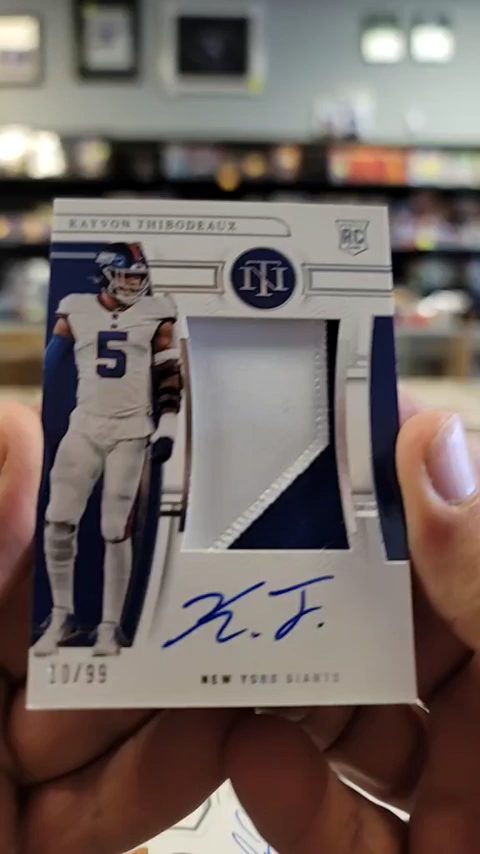 KAYVON THIBODEAUX
RC
NT
5
K. T.
10/99
NEW YORK GIANTS